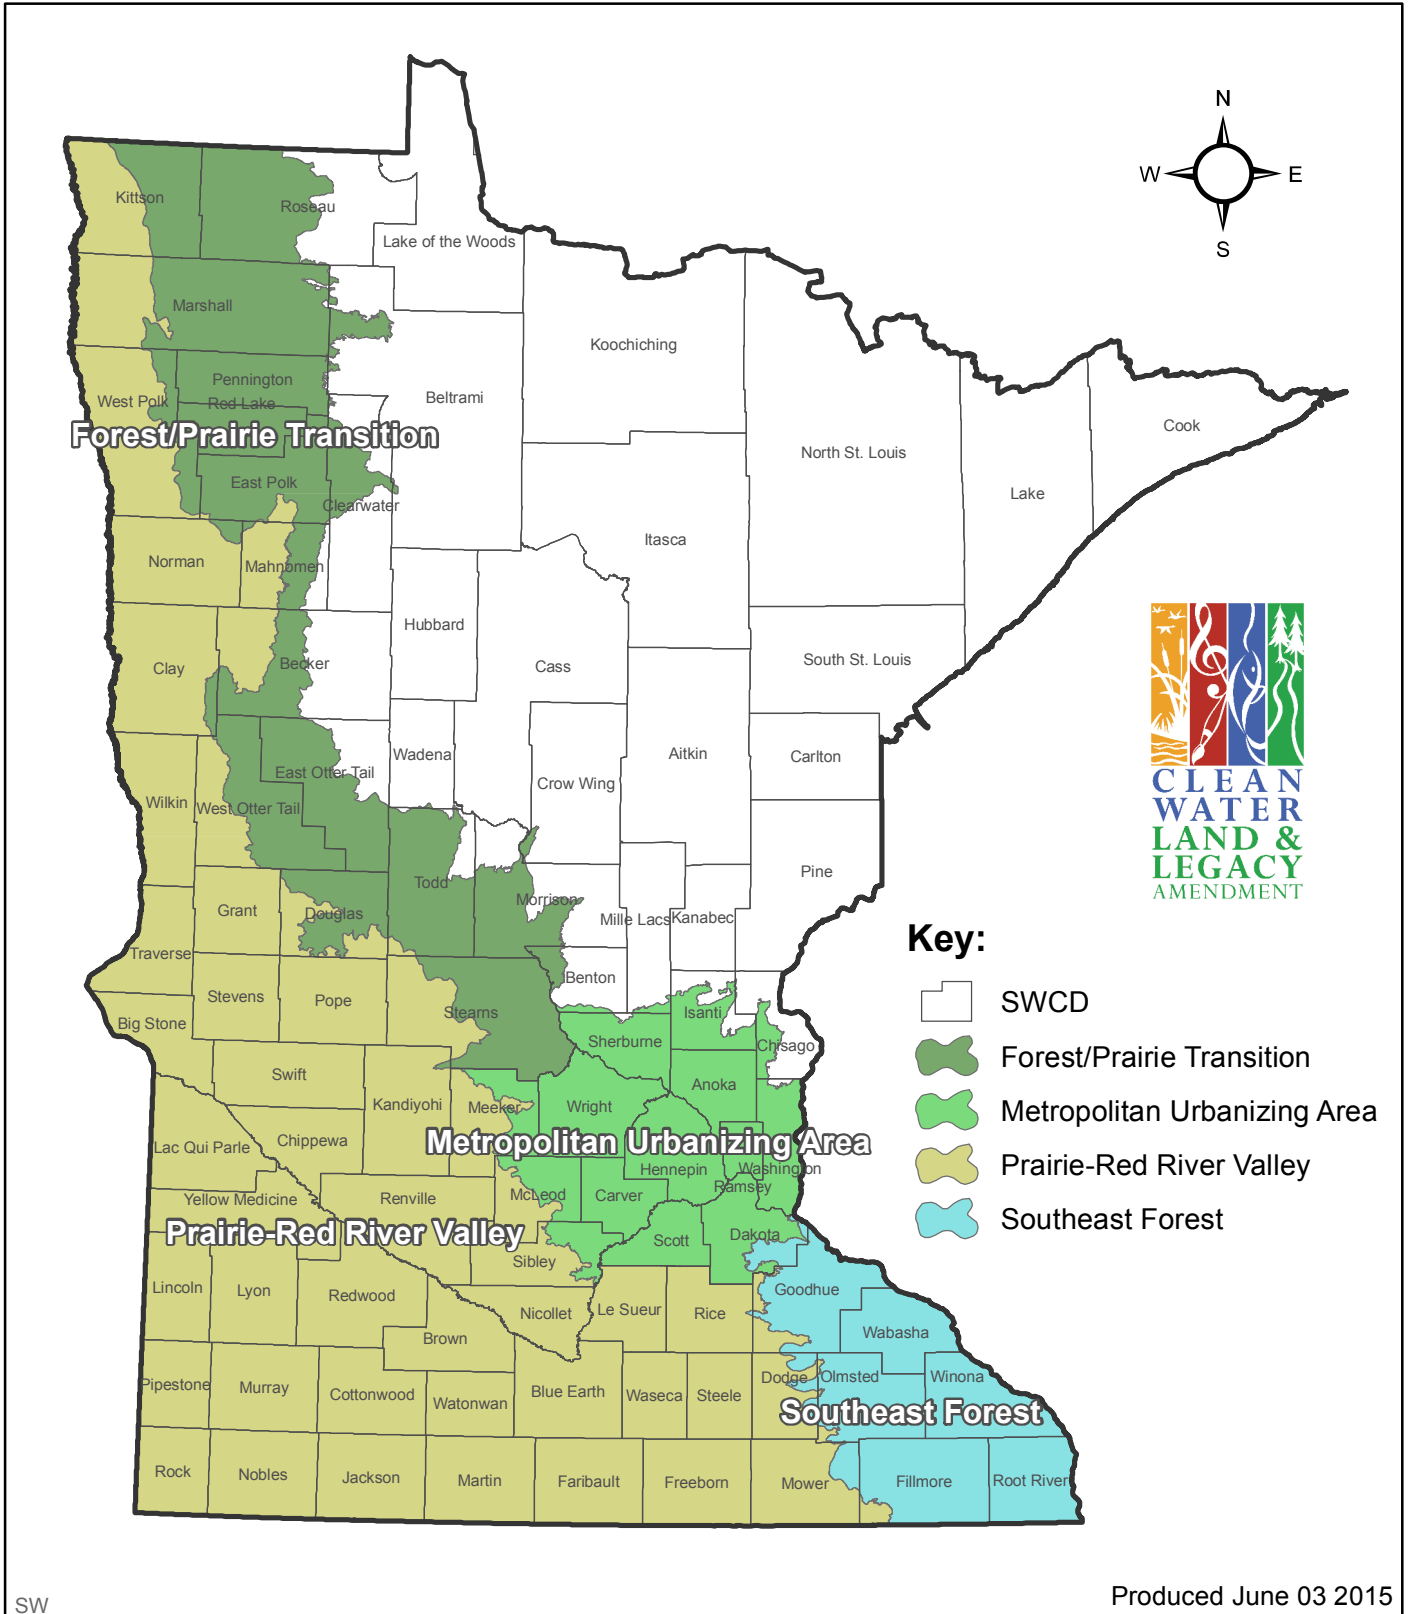 N
W
E
S
Kittson
Roseau
Lake of the Woods
Marshall
Koochiching
Pennington
Beltrami
West Polk
Red Lake
Cook
Forest/Prairie Transition
North St. Louis
East Polk
Lake
Clearwater
Itasca
Norman
Mahnomen
Hubbard
Clay
Becker
Cass
South St. Louis
Wadena
Aitkin
Carlton
East Otter Tail
Crow Wing
Wilkin
West Otter Tail
CLEAN
WATER
LAND &
LEGACY
AMENDMENT
Pine
Todd
Morrison
Grant
Douglas
Mille Lacs
Kanabec
Traverse
Benton
Stevens
Pope
Stearns
Isanti
Big Stone
Sherburne
Chisago
Swift
Anoka
Kandiyohi
Meeker
Wright
Chippewa
Lac Qui Parle
Metropolitan Urbanizing Area
Hennepin
Washington
Ramsey
Yellow Medicine
Renville
McLeod
Carver
Prairie-Red River Valley
Scott
Dakota
Sibley
Lincoln
Lyon
Redwood
Goodhue
Nicollet
Le Sueur
Rice
Brown
Wabasha
Pipestone
Murray
Cottonwood
Watonwan
Blue Earth
Waseca
Steele
Dodge
Olmsted
Winona
Southeast Forest
Rock
Nobles
Jackson
Martin
Faribault
Freeborn
Mower
Fillmore
Root River
Key:
SWCD
Forest/Prairie Transition
Metropolitan Urbanizing Area
Prairie-Red River Valley
Southeast Forest
SW
Produced June 03 2015